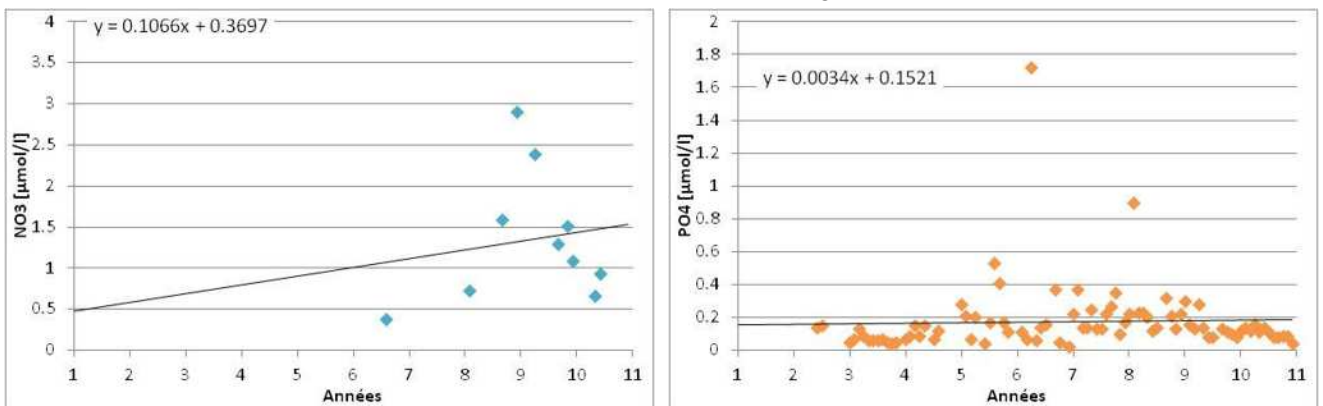 y = 0.1066x + 0.3697
NO3 [µmol/l]
4
3.5
3
2.5
2
1.5
1
0.5
0
1 2 3 4 5 6 7 8 9 10 11
Années
y = 0.0034x + 0.1521
PO4 [µmol/l]
2
1.8
1.6
1.4
1.2
1
0.8
0.6
0.4
0.2
0
1 2 3 4 5 6 7 8 9 10 11
Années